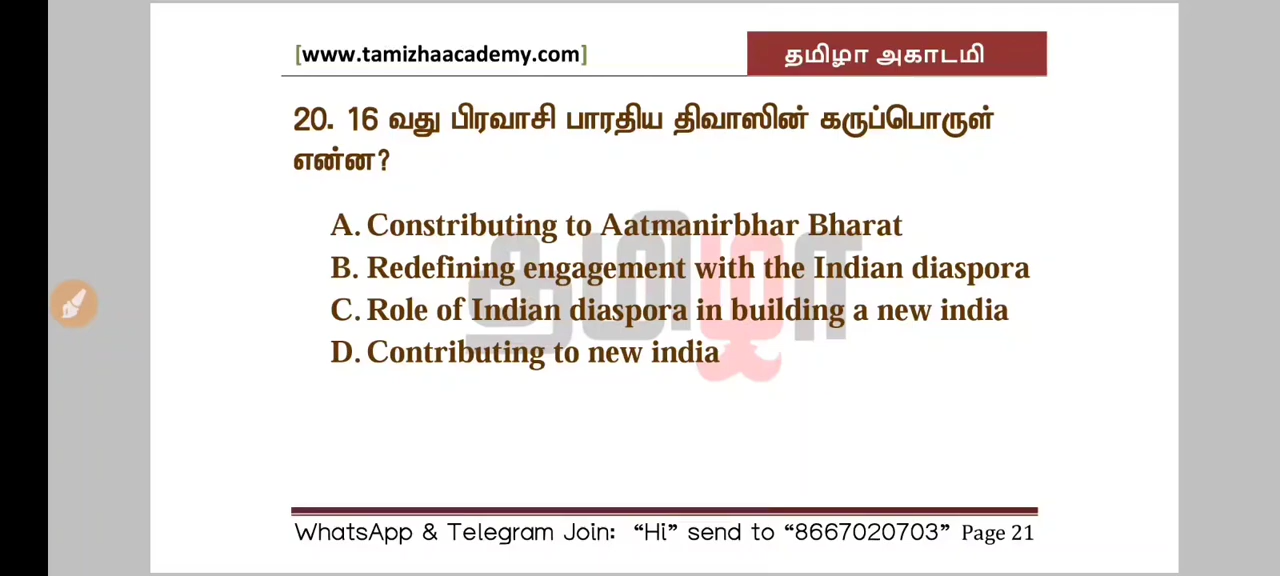 [www.tamizhaacademy.com]
தமிழா அகாடமி
20. 16 வது பிரவாசி பாரதிய திவாஸின் கருப்பொருள்
என்ன?
A. Constributing to Aatmanirbhar Bharat
B. Redefining engagement with the Indian diaspora
C. Role of Indian diaspora in building a new india
D. Contributing to new india
தமிழா
WhatsApp & Telegram Join: “Hi” send to “8667020703” Page 21